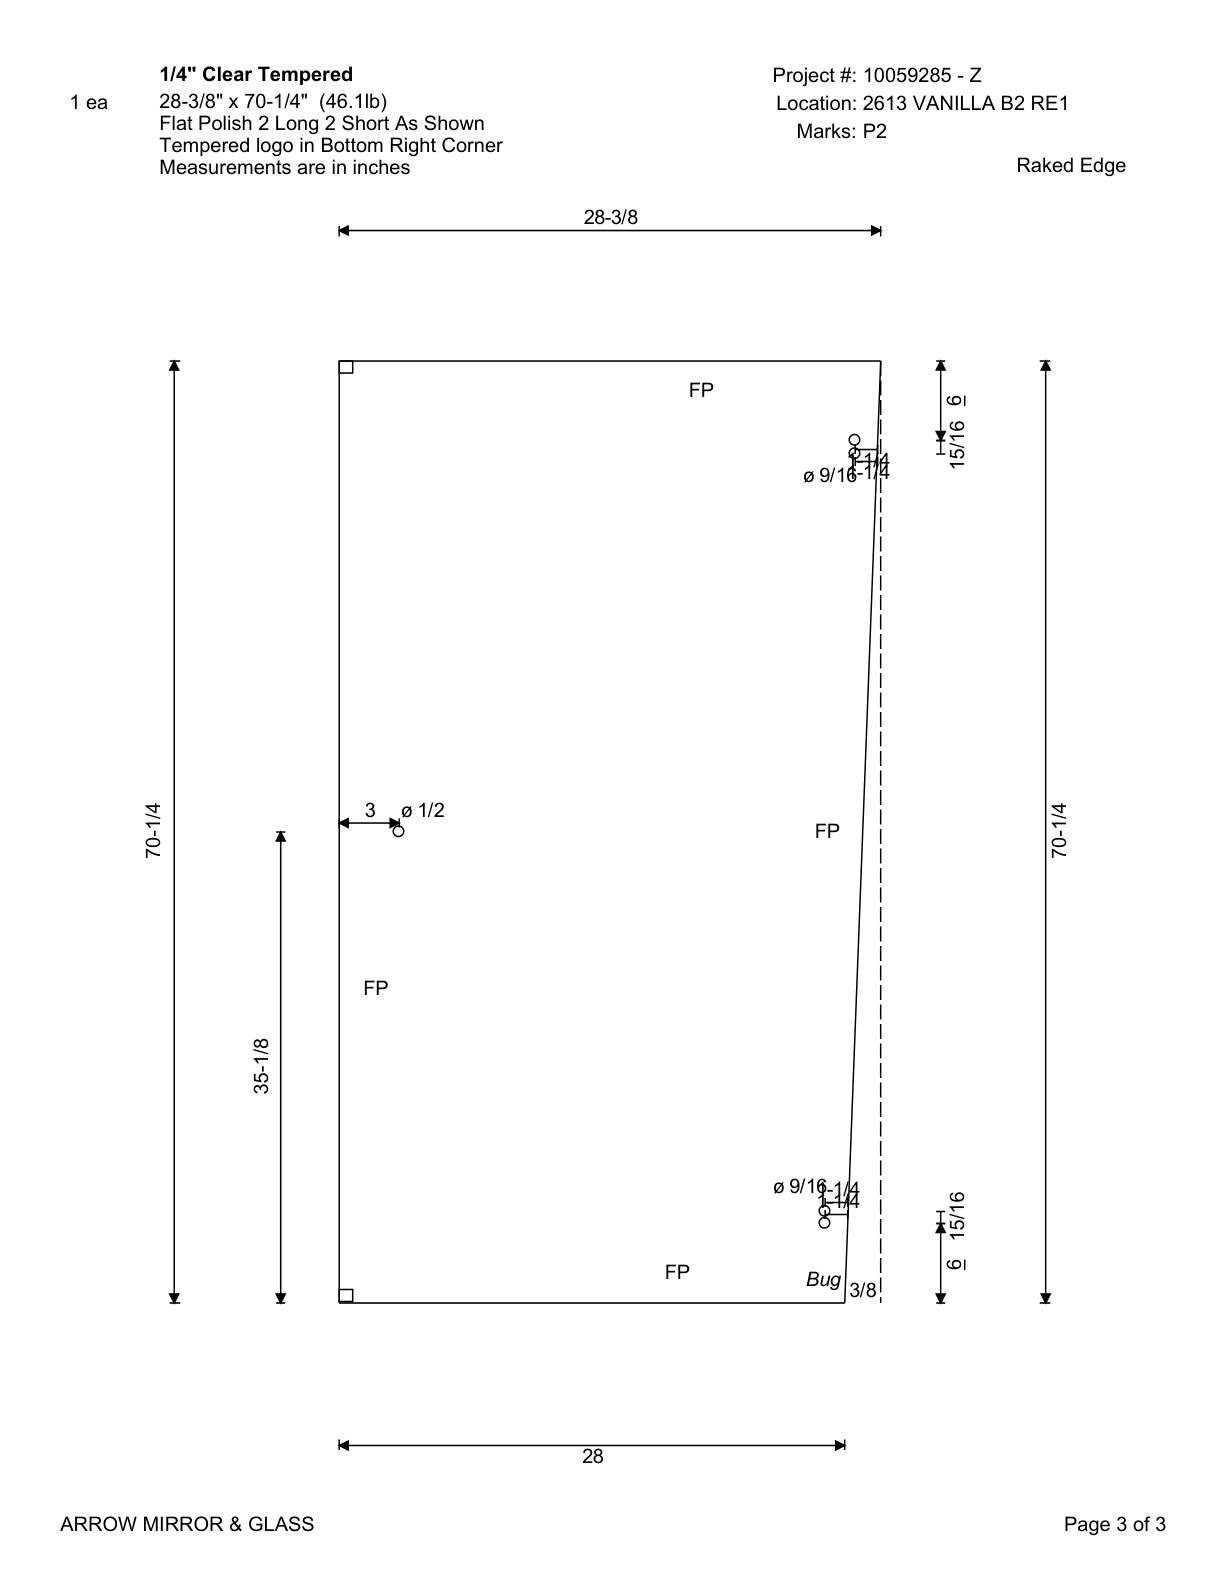 1/4" Clear Tempered
1 ea
28-3/8" x 70-1/4" (46.1lb)
Flat Polish 2 Long 2 Short As Shown
Tempered logo in Bottom Right Corner
Measurements are in inches
Project #: 10059285 - Z
Location: 2613 VANILLA B2 RE1
Marks: P2
Raked Edge
28-3/8
FP
6
15/16
1-1/4
ø 9/16
1-1/4
3
ø 1/2
70-1/4
FP
70-1/4
FP
35-1/8
ø 9/16
1-1/4
1-1/4
15/16
6
FP
Bug
3/8
28
ARROW MIRROR & GLASS
Page 3 of 3